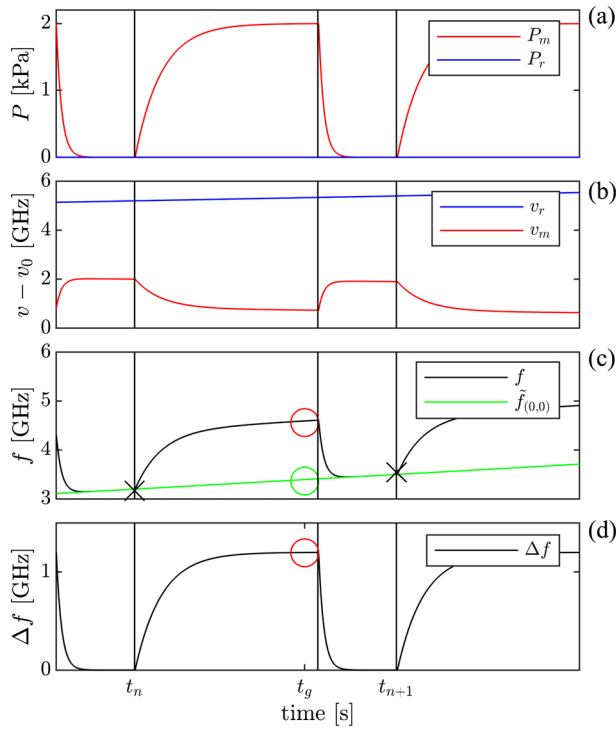 (a)
P [kPa]
2
1
0
P_m
P_r
(b)
v − v_0 [GHz]
6
4
2
0
v_r
v_m
(c)
f [GHz]
6
5
4
3
f
f̃_(0,0)
(d)
Δf [GHz]
1
0
Δf
t_n t_g t_{n+1}
time [s]